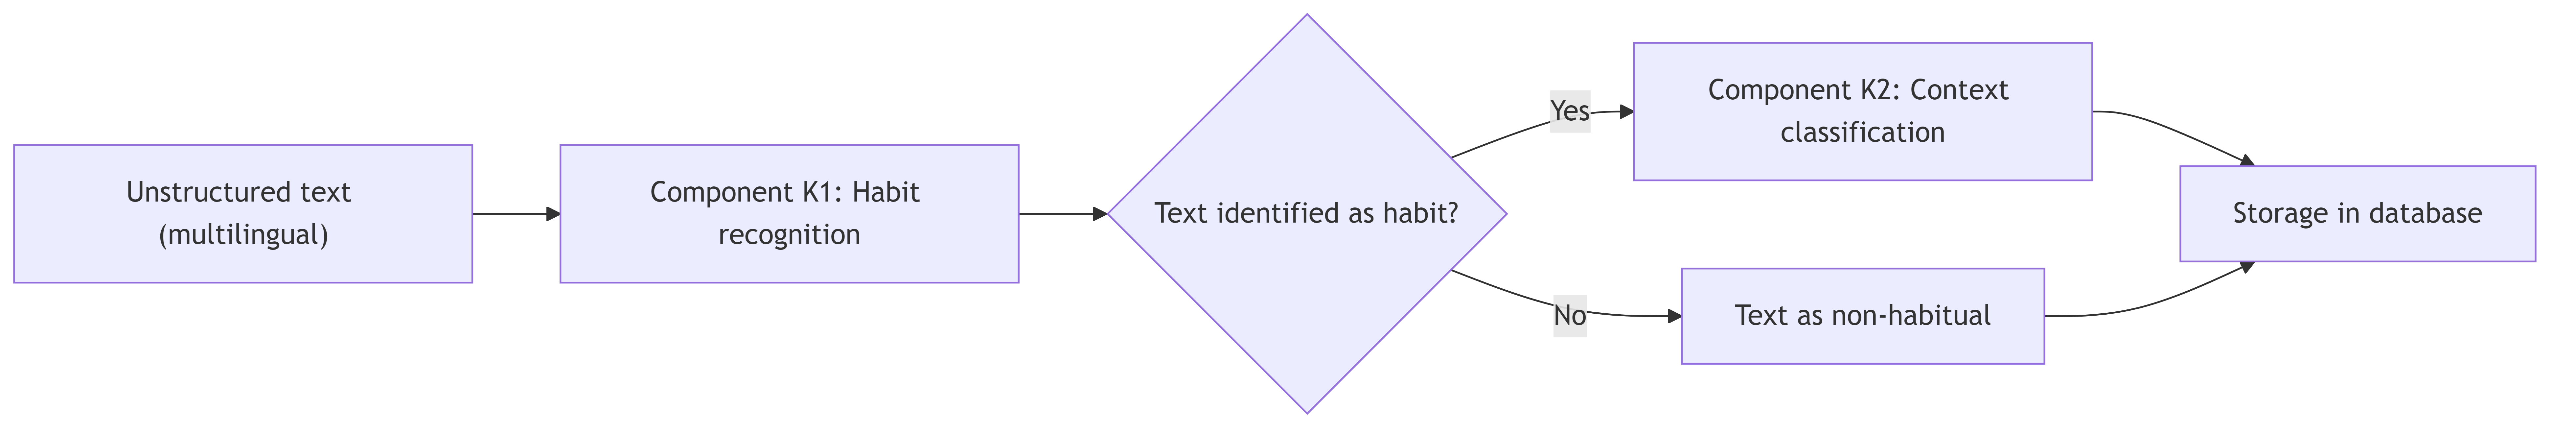 Unstructured text
(multilingual)
Component K1: Habit
recognition
Text identified as habit?
Yes
Component K2: Context
classification
No
Text as non-habitual
Storage in database